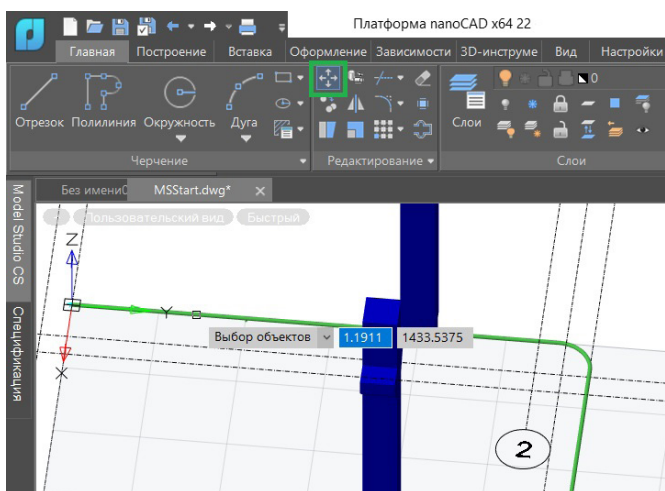 Платформа nanoCAD x64 22
Главная Построение Вставка Оформление Зависимости 3D-инструме Вид Настройки
0
Отрезок Полилиния Окружность Дуга Слои
Черчение Редактирование Слои
Без имени0 MSStart.dwg*
Model Studio CS
Спецификация
Пользовательский вид Быстрый
Z
Y
Выбор объектов 1.1911 1433.5375
X
2